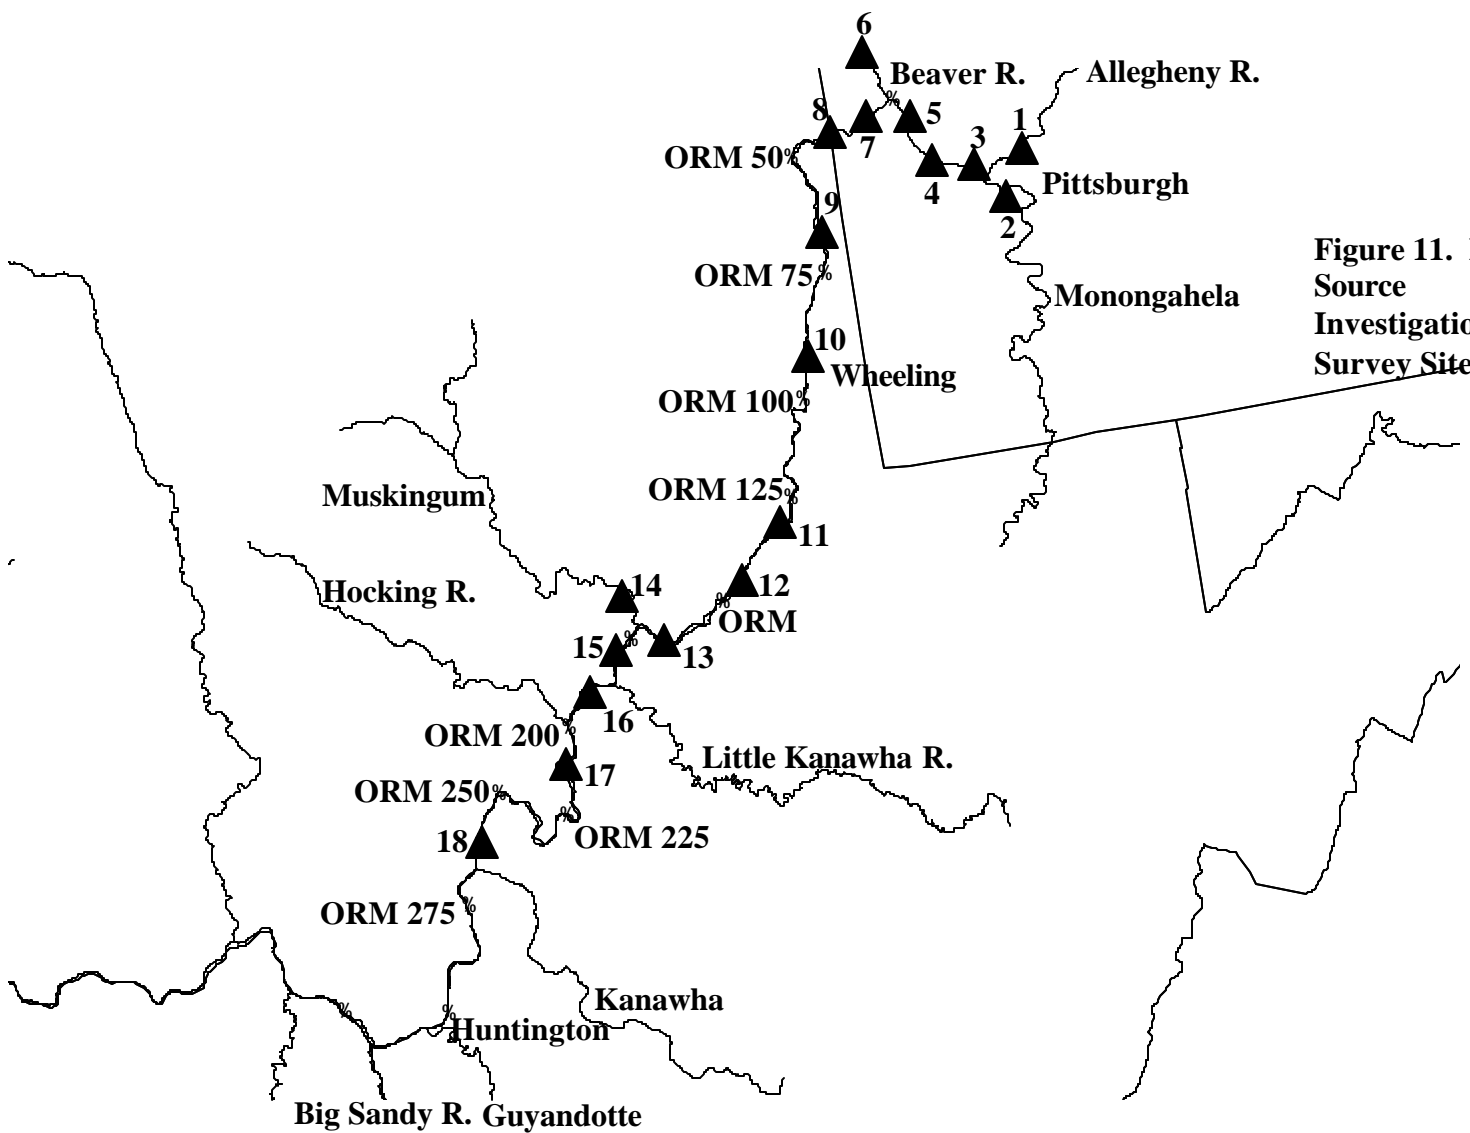 6
Beaver R.
Allegheny R.
8
5
1
3
7
ORM 50
4
Pittsburgh
9
2
Figure 11.
ORM 75
Source
Monongahela
10
Survey Site
Wheeling
ORM 100
Muskingum
ORM 125
11
14
12
Hocking R.
ORM
15
13
16
ORM 200
Little Kanawha R.
17
ORM 250
18
ORM 225
ORM 275
Kanawha
Huntington
Big Sandy R.
Guyandotte